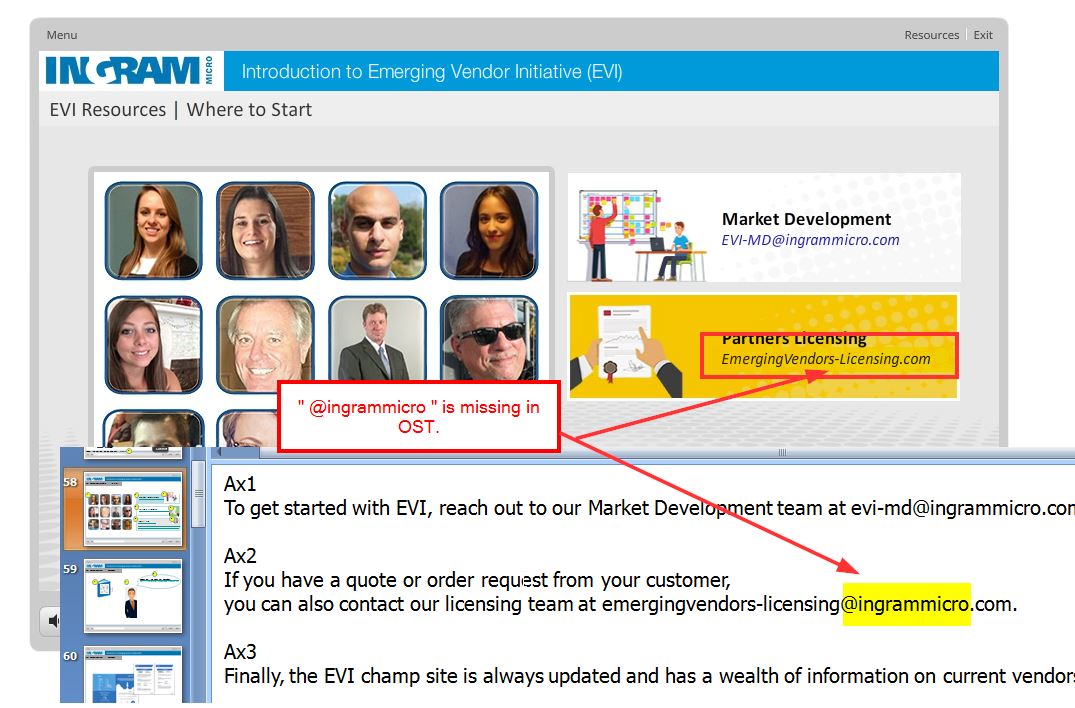 Menu
Resources | Exit
INGRAM MICRO
Introduction to Emerging Vendor Initiative (EVI)
EVI Resources | Where to Start
Market Development
EVI-MD@ingrammicro.com
Partners Licensing
EmergingVendors-Licensing.com
" @ingrammicro " is missing in
OST.
58
59
60
Ax1
To get started with EVI, reach out to our Market Development team at evi-md@ingrammicro.com
Ax2
If you have a quote or order request from your customer,
you can also contact our licensing team at emergingvendors-licensing@ingrammicro.com.
Ax3
Finally, the EVI champ site is always updated and has a wealth of information on current vendors